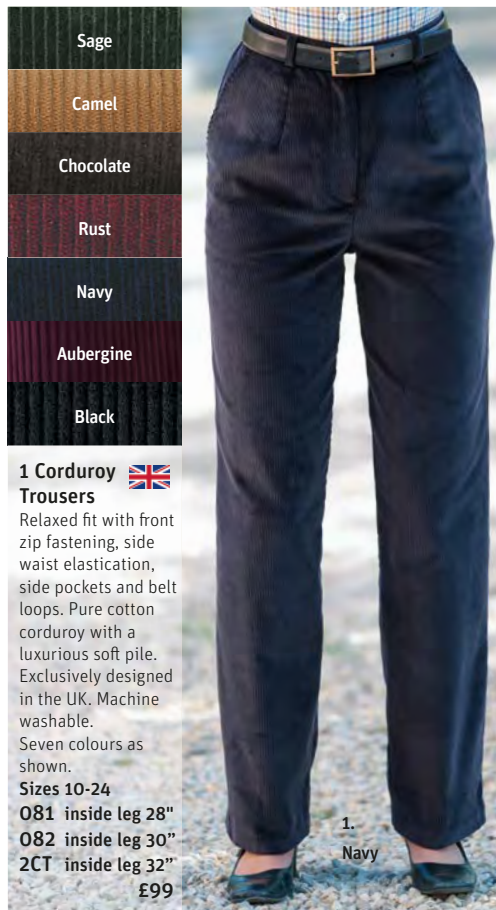 Sage
Camel
Chocolate
Rust
Navy
Aubergine
Black
1 Corduroy
Trousers
Relaxed fit with front
zip fastening, side
waist elastication,
side pockets and belt
loops. Pure cotton
corduroy with a
luxurious soft pile.
Exclusively designed
in the UK. Machine
washable.
Seven colours as
shown.
Sizes 10-24
O81 inside leg 28"
O82 inside leg 30”
2CT inside leg 32”
£99
1.
Navy